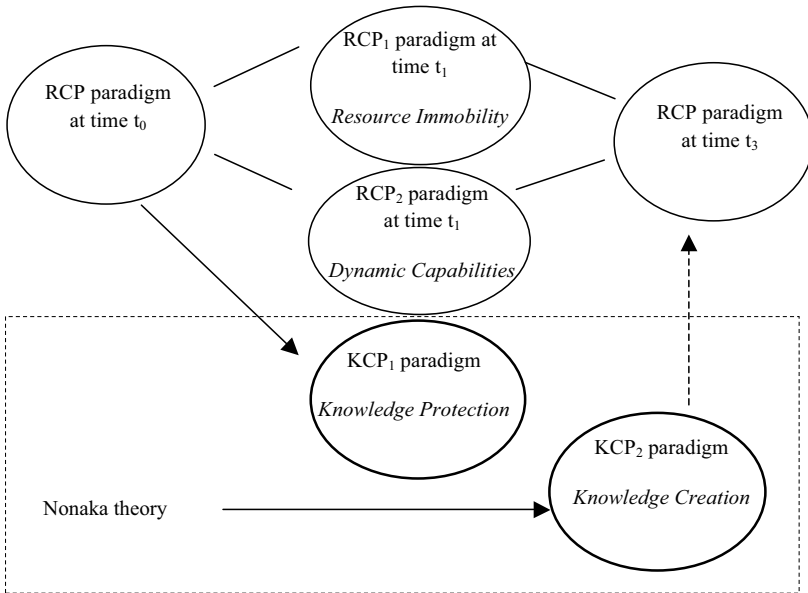 RCP paradigm
at time t₀
RCP₁ paradigm at
time t₁
Resource Immobility
RCP₂ paradigm
at time t₁
Dynamic Capabilities
RCP paradigm
at time t₃
KCP₁ paradigm
Knowledge Protection
KCP₂ paradigm
Knowledge Creation
Nonaka theory